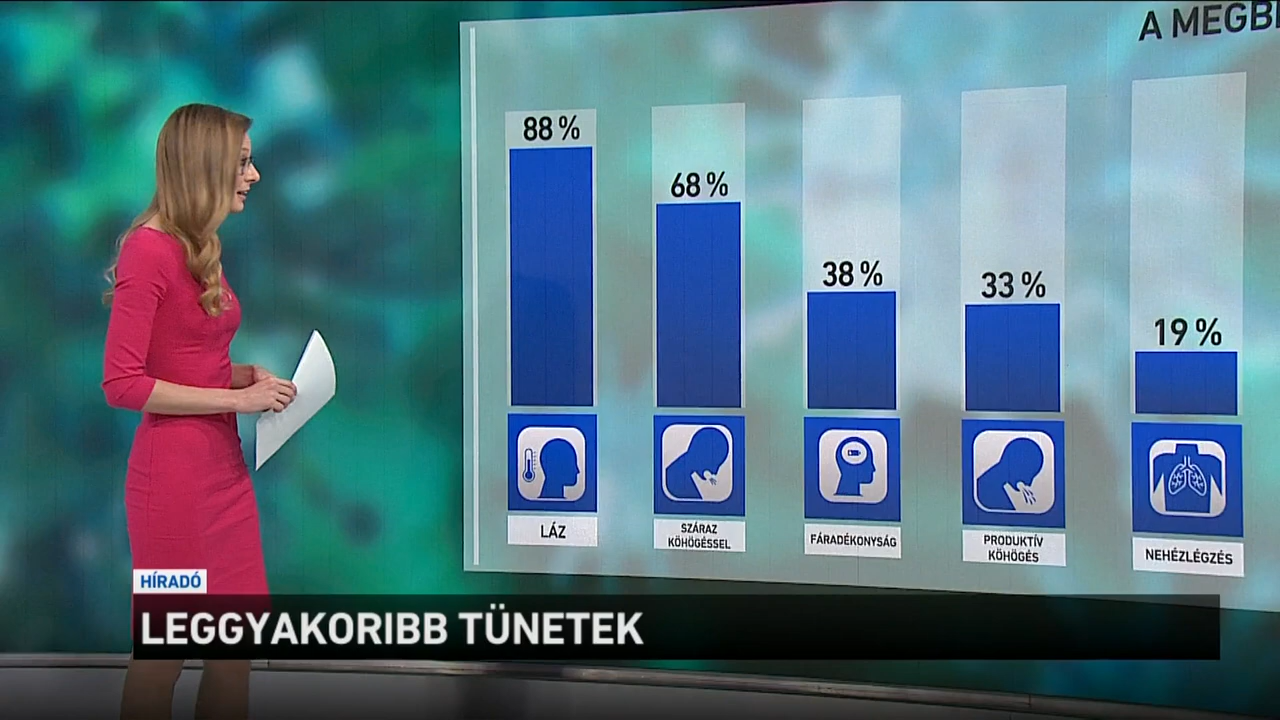 A MEGB
88 %
68 %
38 %
33 %
19 %
LÁZ
SZÁRAZ
KÖHÖGÉSSEL
FÁRADÉKONYSÁG
PRODUKTÍV
KÖHÖGÉS
NEHÉZLÉGZÉS
HÍRADÓ
LEGGYAKORIBB TÜNETEK